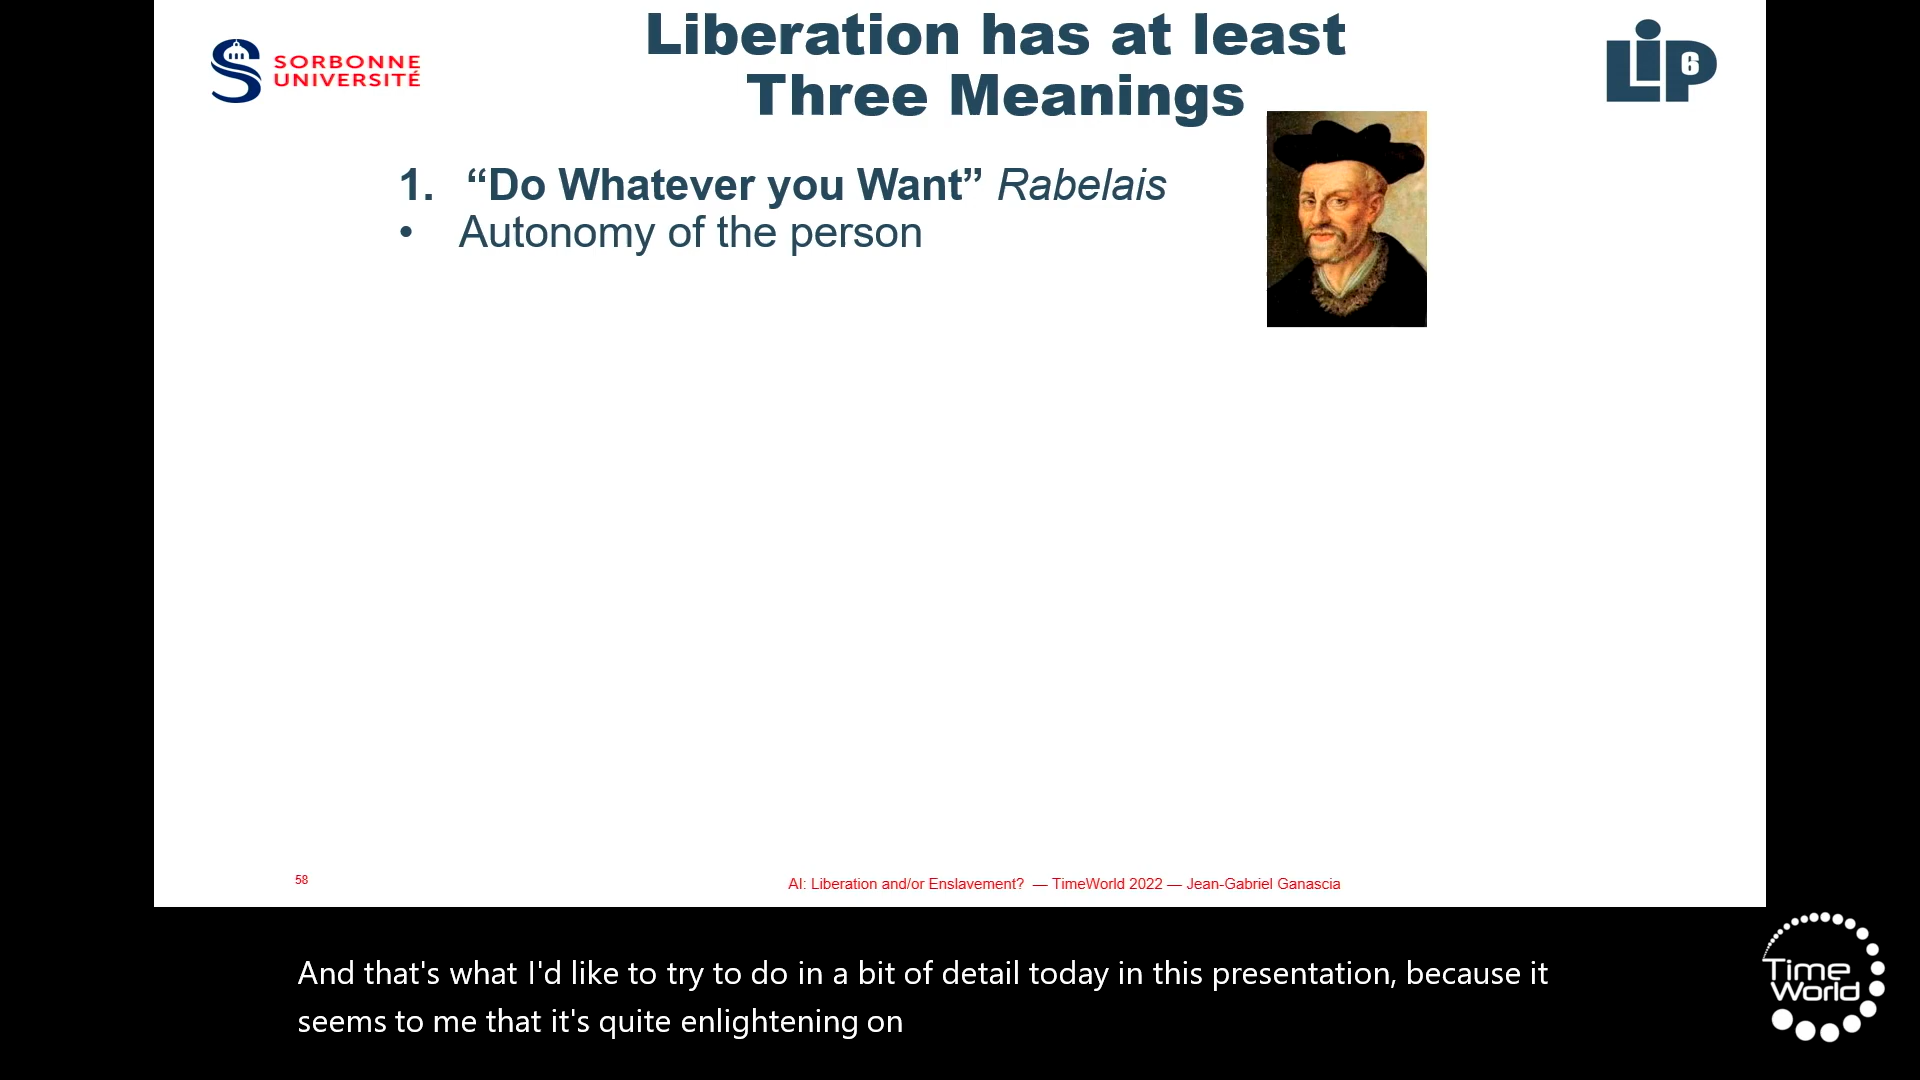 SORBONNE
UNIVERSITÉ
Liberation has at least
Three Meanings
LiP6
1. “Do Whatever you Want” Rabelais
• Autonomy of the person
58
AI: Liberation and/or Enslavement? — TimeWorld 2022 — Jean-Gabriel Ganascia
And that's what I'd like to try to do in a bit of detail today in this presentation, because it
seems to me that it's quite enlightening on
Time
World